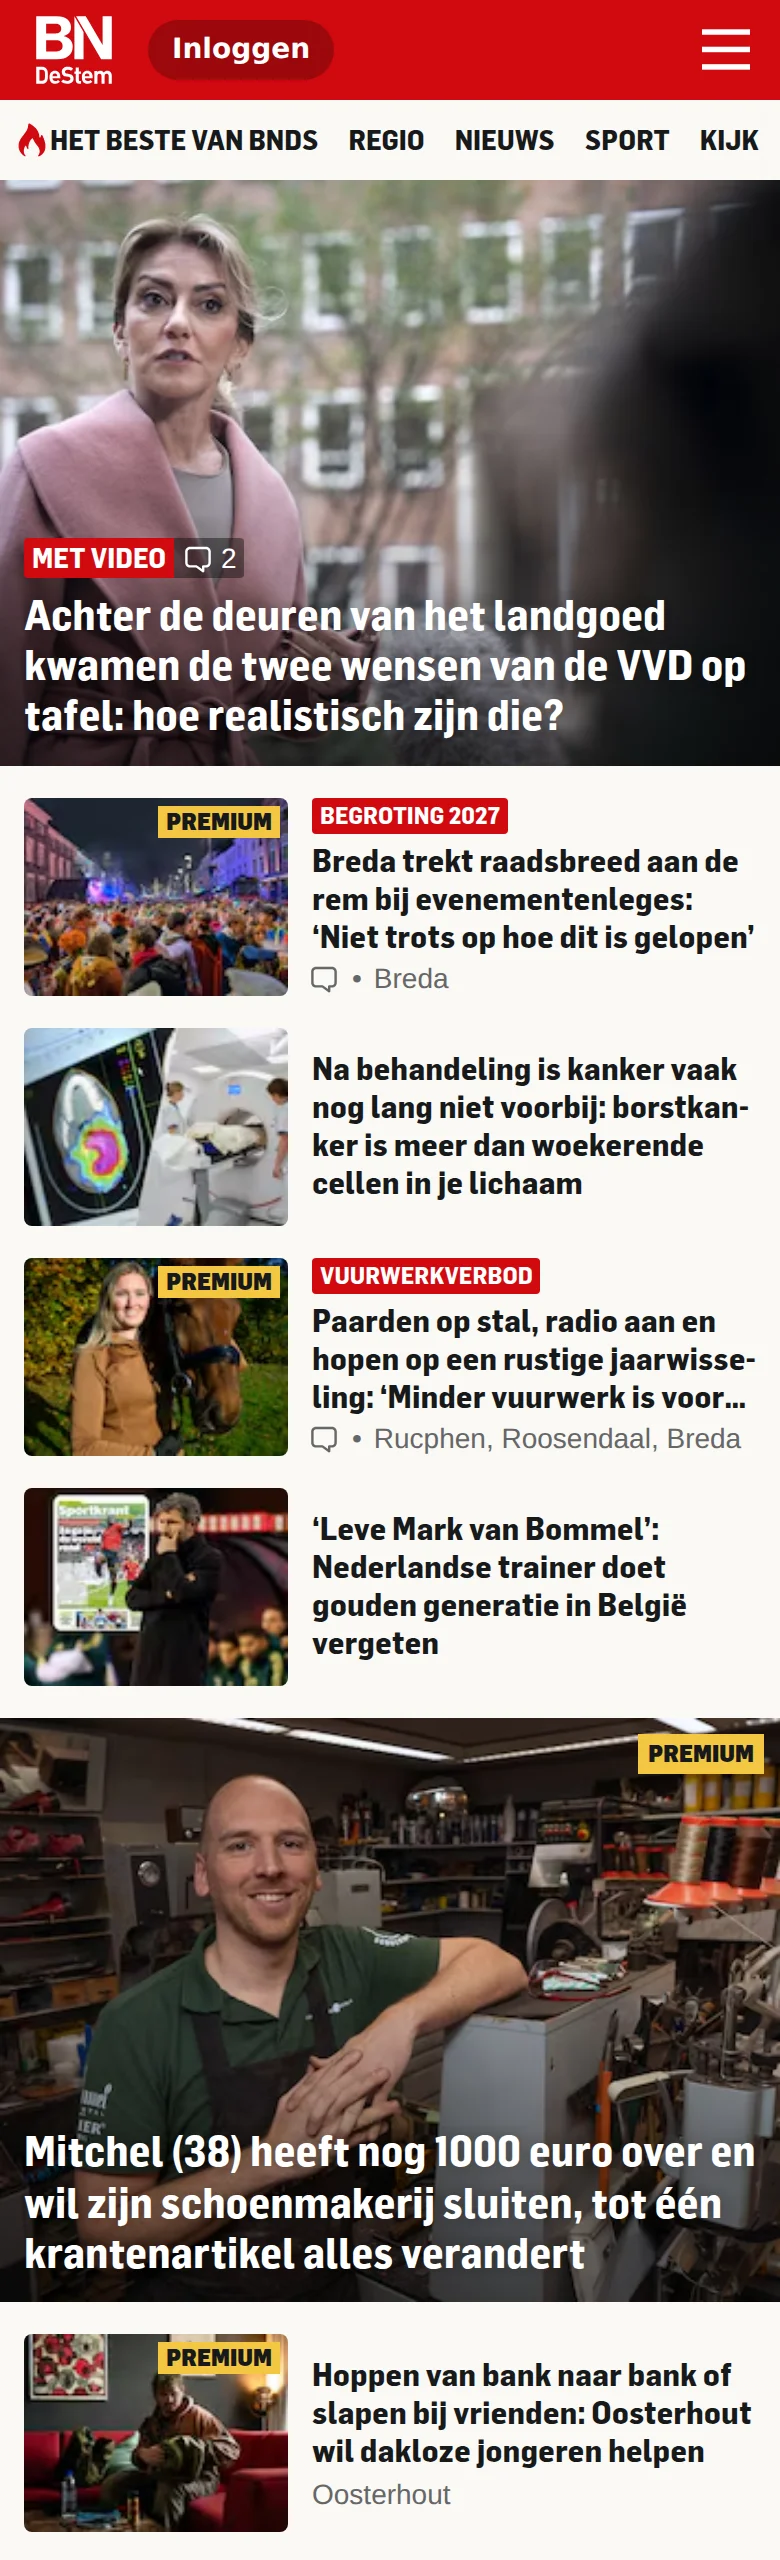 BN
DeStem
Inloggen
HET BESTE VAN BNDS REGIO NIEUWS SPORT KIJK
MET VIDEO 2
Achter de deuren van het landgoed
kwamen de twee wensen van de VVD op
tafel: hoe realistisch zijn die?
PREMIUM
BEGROTING 2027
Breda trekt raadsbreed aan de
rem bij evenementenleges:
‘Niet trots op hoe dit is gelopen’
• Breda
Na behandeling is kanker vaak
nog lang niet voorbij: borstkan-
ker is meer dan woekerende
cellen in je lichaam
PREMIUM
VUURWERKVERBOD
Paarden op stal, radio aan en
hopen op een rustige jaarwisse-
ling: ‘Minder vuurwerk is voor...
• Rucphen, Roosendaal, Breda
Sportkrant
‘Leve Mark van Bommel’:
Nederlandse trainer doet
gouden generatie in België
vergeten
PREMIUM
Mitchel (38) heeft nog 1000 euro over en
wil zijn schoenmakerij sluiten, tot één
krantenartikel alles verandert
PREMIUM
Hoppen van bank naar bank of
slapen bij vrienden: Oosterhout
wil dakloze jongeren helpen
Oosterhout